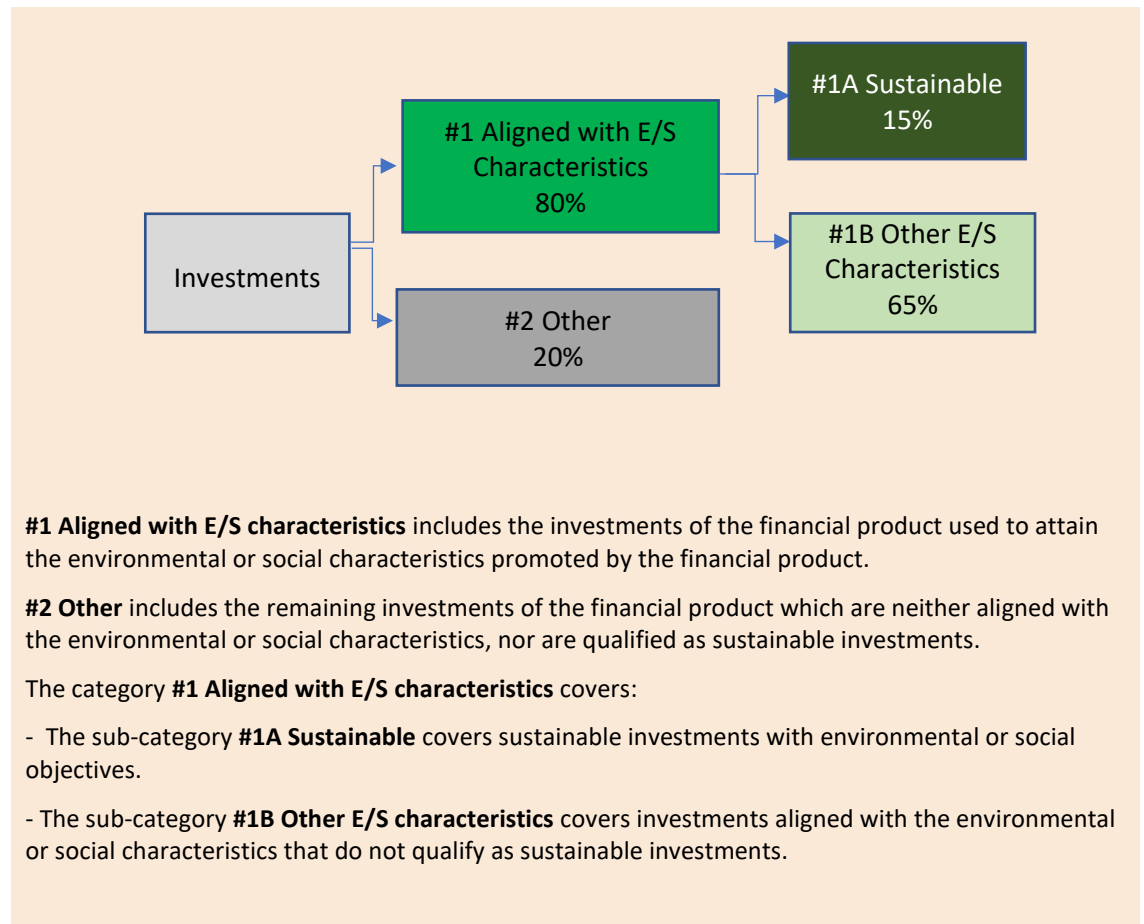 #1A Sustainable
15%
#1 Aligned with E/S
Characteristics
80%
#1B Other E/S
Characteristics
65%
Investments
#2 Other
20%
#1 Aligned with E/S characteristics includes the investments of the financial product used to attain
the environmental or social characteristics promoted by the financial product.
#2 Other includes the remaining investments of the financial product which are neither aligned with
the environmental or social characteristics, nor are qualified as sustainable investments.
The category #1 Aligned with E/S characteristics covers:
- The sub-category #1A Sustainable covers sustainable investments with environmental or social
objectives.
- The sub-category #1B Other E/S characteristics covers investments aligned with the environmental
or social characteristics that do not qualify as sustainable investments.